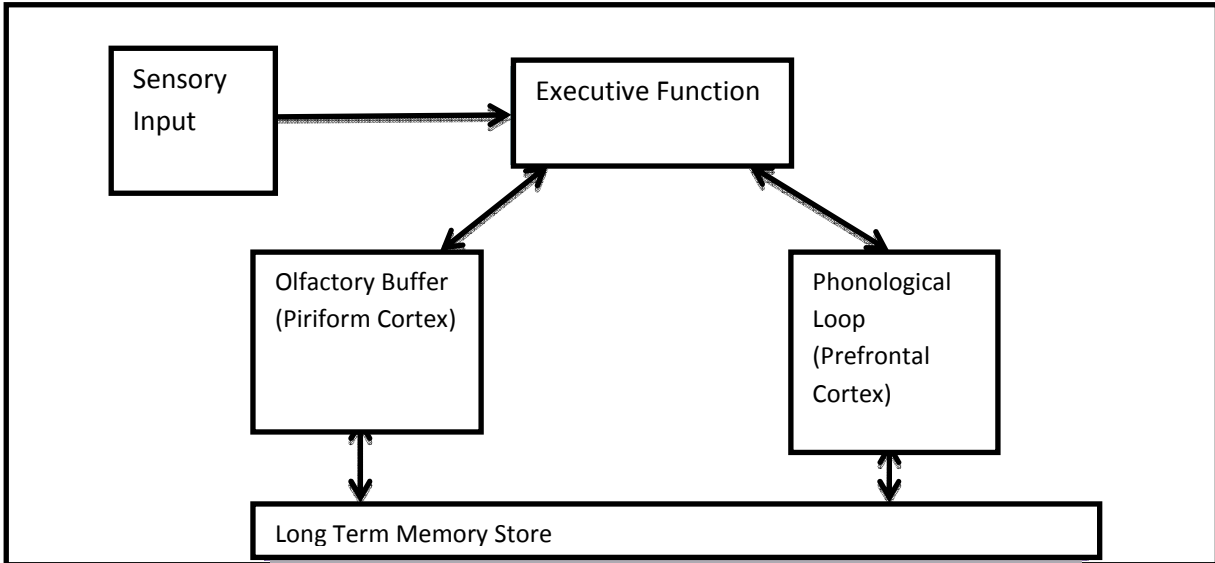 Sensory
Input
Executive Function
Olfactory Buffer
(Piriform Cortex)
Phonological
Loop
(Prefrontal
Cortex)
Long Term Memory Store